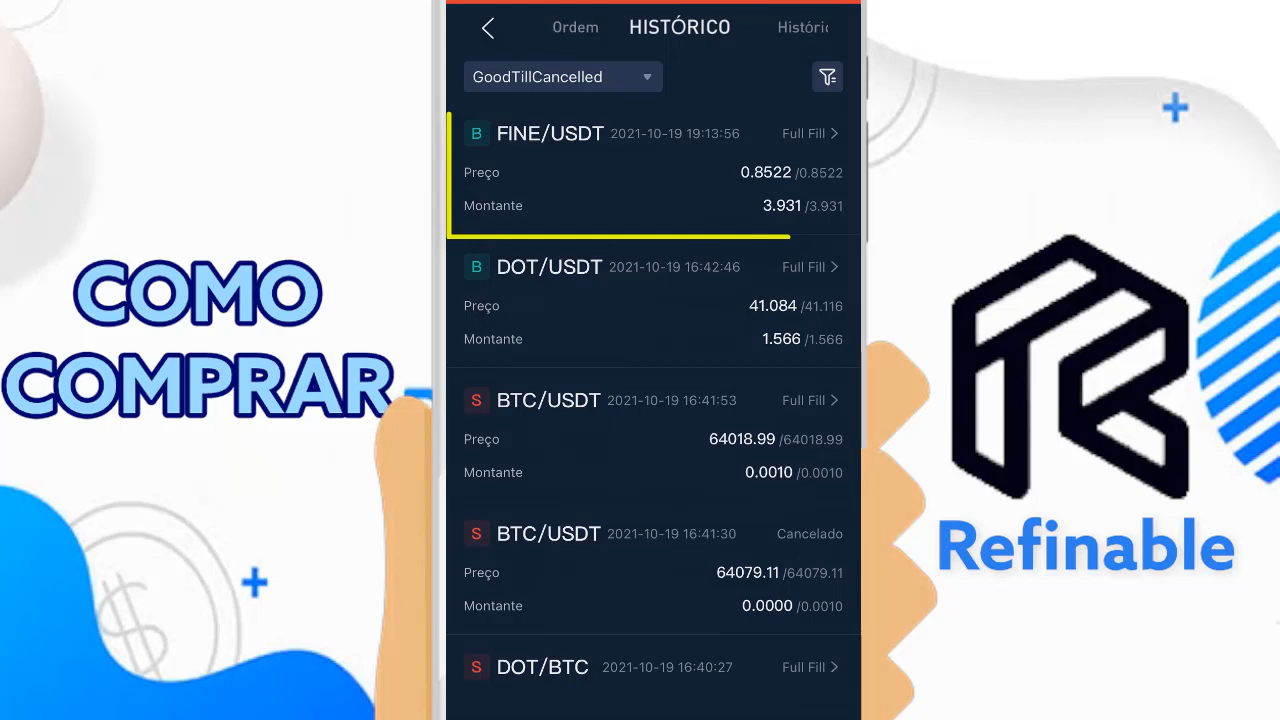 COMO
COMPRAR
Ordem HISTÓRICO Históric
GoodTillCancelled
B FINE/USDT 2021-10-19 19:13:56 Full Fill
Preço 0.8522 /0.8522
Montante 3.931 /3.931
B DOT/USDT 2021-10-19 16:42:46 Full Fill
Preço 41.084 /41.116
Montante 1.566 /1.566
S BTC/USDT 2021-10-19 16:41:53 Full Fill
Preço 64018.99 /64018.99
Montante 0.0010 /0.0010
S BTC/USDT 2021-10-19 16:41:30 Cancelado
Preço 64079.11 /64079.11
Montante 0.0000 /0.0010
S DOT/BTC 2021-10-19 16:40:27 Full Fill
Refinable